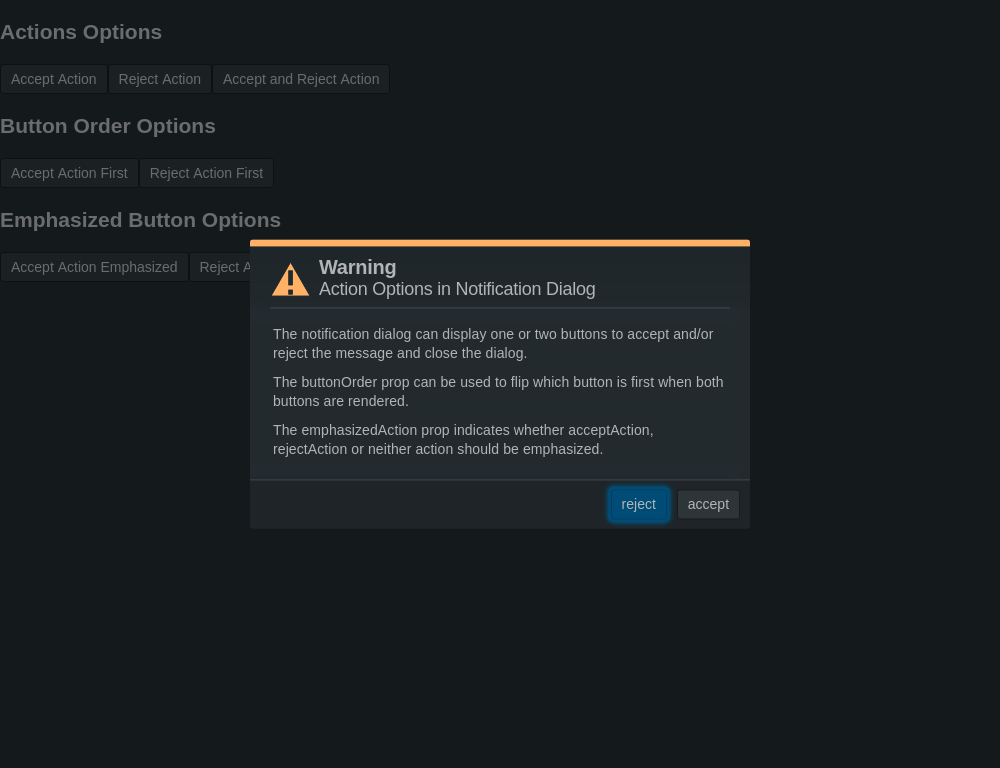 Actions Options
Accept Action Reject Action Accept and Reject Action
Button Order Options
Accept Action First Reject Action First
Emphasized Button Options
Accept Action Emphasized Reject A
Warning
Action Options in Notification Dialog
The notification dialog can display one or two buttons to accept and/or
reject the message and close the dialog.
The buttonOrder prop can be used to flip which button is first when both
buttons are rendered.
The emphasizedAction prop indicates whether acceptAction,
rejectAction or neither action should be emphasized.
reject accept